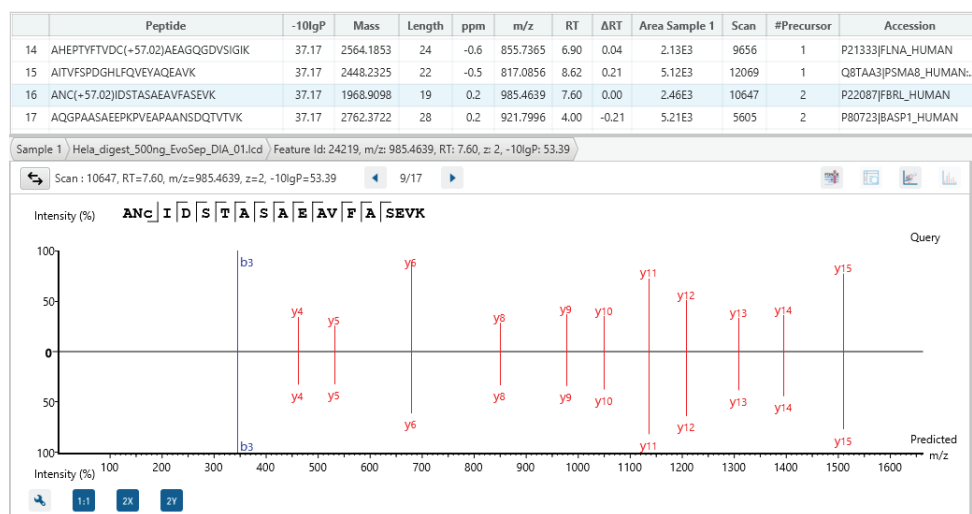 Peptide -10lgP Mass Length ppm m/z RT ΔRT Area Sample 1 Scan #Precursor Accession
14 AHEPTYFTVDC(+57.02)AEAGQGDVSIGIK 37.17 2564.1853 24 -0.6 855.7365 6.90 0.04 2.13E3 9656 1 P21333|FLNA_HUMAN
15 AITVFSPDGHLFQVEYAQEAVK 37.17 2448.2325 22 -0.5 817.0856 8.62 0.21 5.12E3 12069 1 Q8TAA3|PSMA8_HUMAN:..
16 ANC(+57.02)IDSTASAEAVFASEVK 37.17 1968.9098 19 0.2 985.4639 7.60 0.00 2.46E3 10647 2 P22087|FBRL_HUMAN
17 AQGPAASAEEPKPVEAPAANSDQTVTVK 37.17 2762.3722 28 0.2 921.7996 4.00 -0.21 5.21E3 5605 2 P80723|BASP1_HUMAN
Sample 1 Hela_digest_500ng_EvoSep_DIA_01.lcd Feature Id: 24219, m/z: 985.4639, RT: 7.60, z: 2, -10lgP: 53.39
Scan : 10647, RT=7.60, m/z=985.4639, z=2, -10lgP=53.39 9/17
Intensity (%) ANc I D S T A S A E A V F A S E V K
Query
100 b3 y6 y11 y15
50 y4 y5 y8 y9 y10 y12 y13 y14
0
50 y4 y5 y6 y8 y9 y10 y12 y13 y14
100 b3 y11 y15 Predicted
m/z
100 200 300 400 500 600 700 800 900 1000 1100 1200 1300 1400 1500 1600
Intensity (%)
1:1 2X 2Y